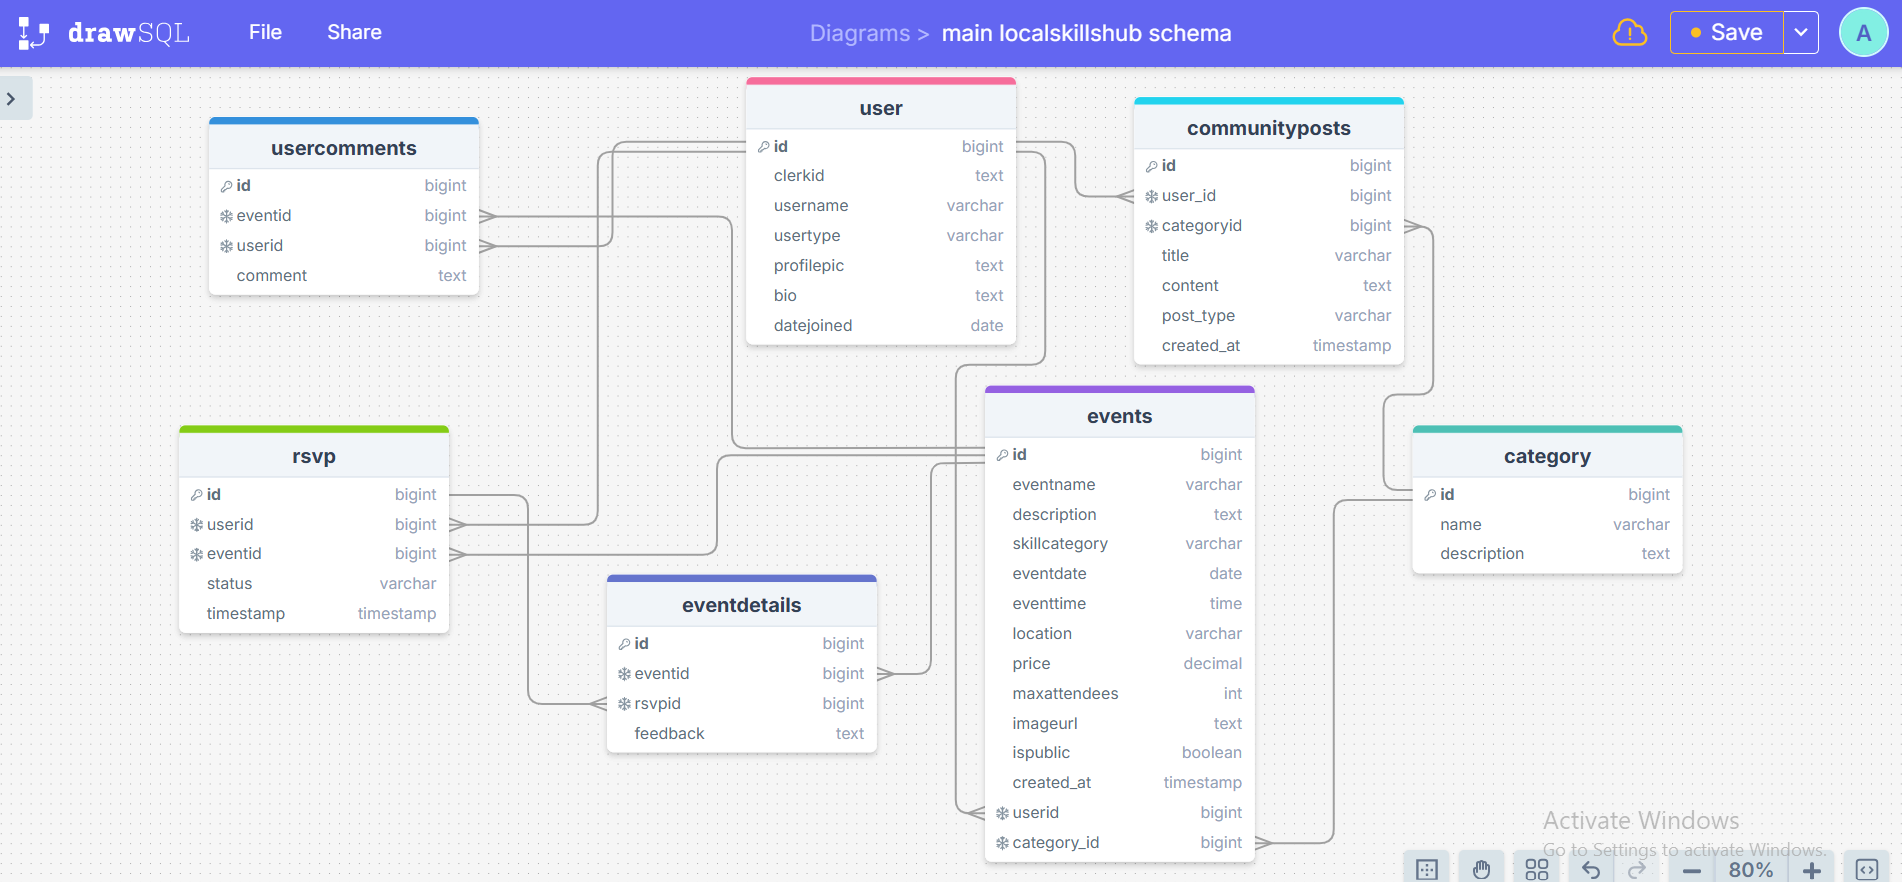 drawSQL File Share Diagrams > main localskillshub schema ! Save A
usercomments
id bigint
eventid bigint
userid bigint
comment text
user
id bigint
clerkid text
username varchar
usertype varchar
profilepic text
bio text
datejoined date
communityposts
id bigint
user_id bigint
categoryid bigint
title varchar
content text
post_type varchar
created_at timestamp
rsvp
id bigint
userid bigint
eventid bigint
status varchar
timestamp timestamp
eventdetails
id bigint
eventid bigint
rsvpid bigint
feedback text
events
id bigint
eventname varchar
description text
skillcategory varchar
eventdate date
eventtime time
location varchar
price decimal
maxattendees int
imageurl text
ispublic boolean
created_at timestamp
userid bigint
category_id bigint
category
id bigint
name varchar
description text
Activate Windows
Go to Settings to activate Windows.
80%